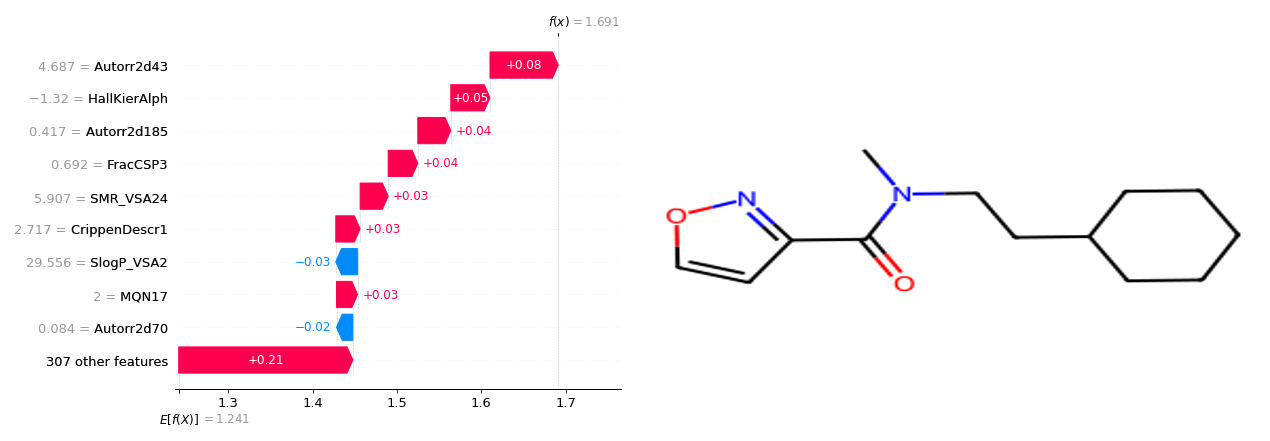 f(x) = 1.691
4.687 = Autorr2d43
+0.08
−1.32 = HallKierAlph
+0.05
0.417 = Autorr2d185
+0.04
0.692 = FracCSP3
+0.04
5.907 = SMR_VSA24
+0.03
2.717 = CrippenDescr1
+0.03
29.556 = SlogP_VSA2
−0.03
2 = MQN17
+0.03
0.084 = Autorr2d70
−0.02
307 other features
+0.21
1.3 1.4 1.5 1.6 1.7
E[f(X)] = 1.241
N
N
O
O